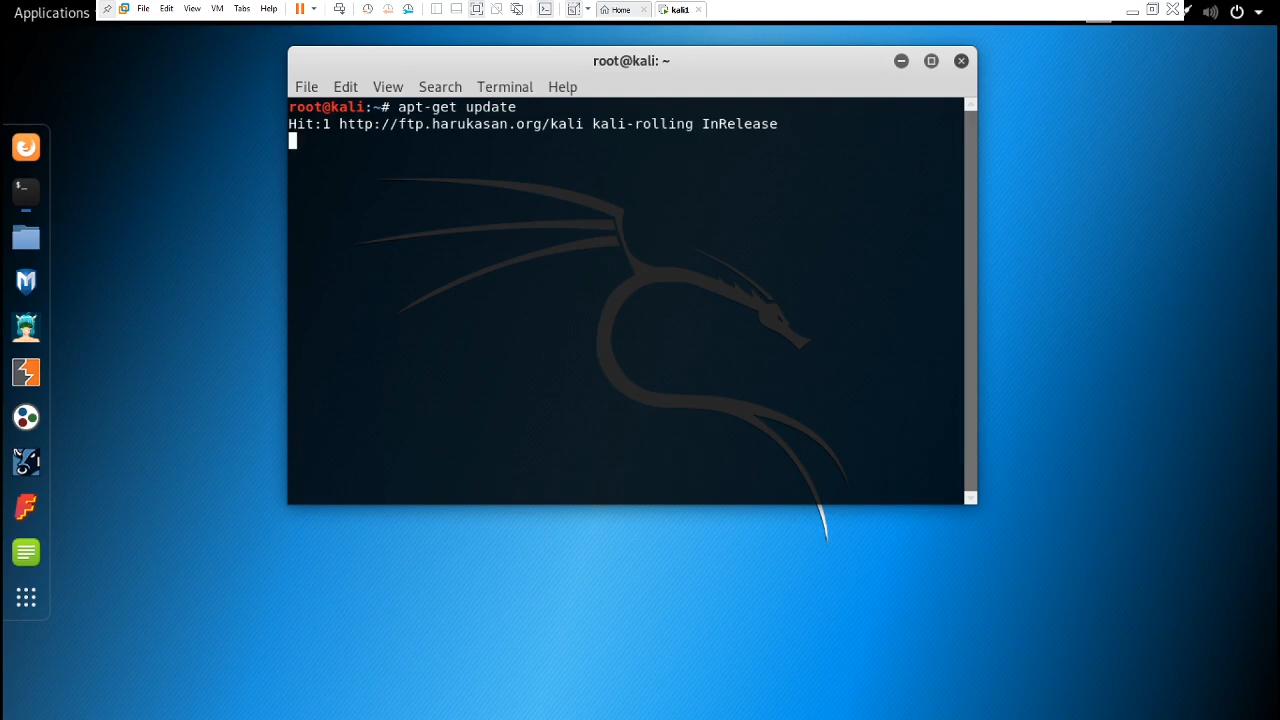 Applications
File Edit View VM Tabs Help
Home
kali1
root@kali: ~
File Edit View Search Terminal Help
root@kali:~# apt-get update
Hit:1 http://ftp.harukasan.org/kali kali-rolling InRelease